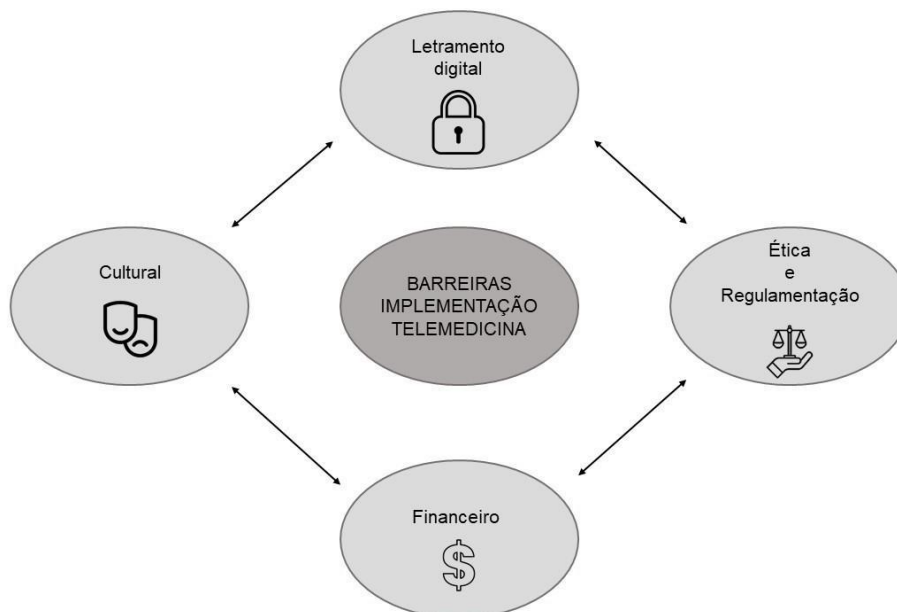 Letramento
digital
Cultural
BARREIRAS
IMPLEMENTAÇÃO
TELEMEDICINA
Ética
e
Regulamentação
Financeiro
$